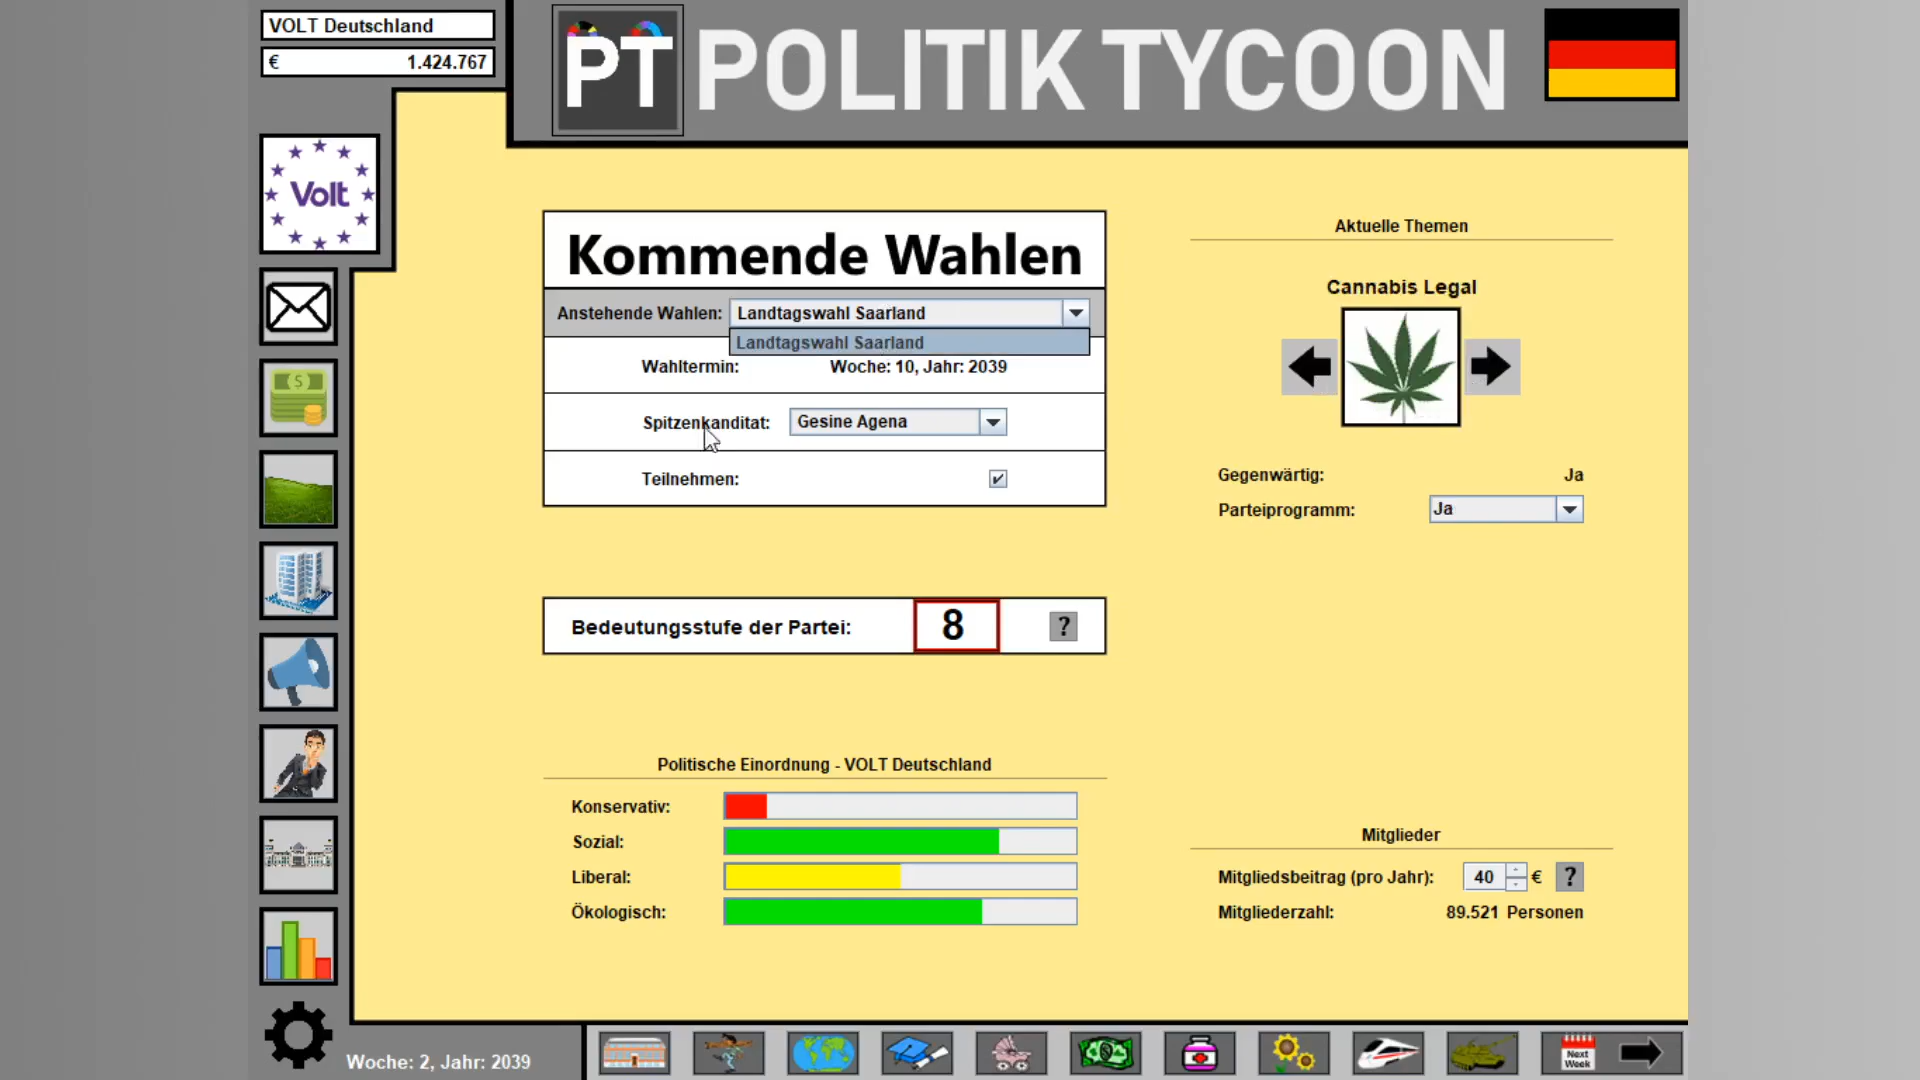 VOLT Deutschland
€ 1.424.767
PT POLITIK TYCOON
Volt
Kommende Wahlen
Anstehende Wahlen: Landtagswahl Saarland
Landtagswahl Saarland
Wahltermin: Woche: 10, Jahr: 2039
Spitzenkanditat: Gesine Agena
Teilnehmen:
Bedeutungsstufe der Partei: 8 ?
Politische Einordnung - VOLT Deutschland
Konservativ:
Sozial:
Liberal:
Ökologisch:
Aktuelle Themen
Cannabis Legal
Gegenwärtig: Ja
Parteiprogramm: Ja
Mitglieder
Mitgliedsbeitrag (pro Jahr): 40 € ?
Mitgliederzahl: 89.521 Personen
Woche: 2, Jahr: 2039
Next
Week